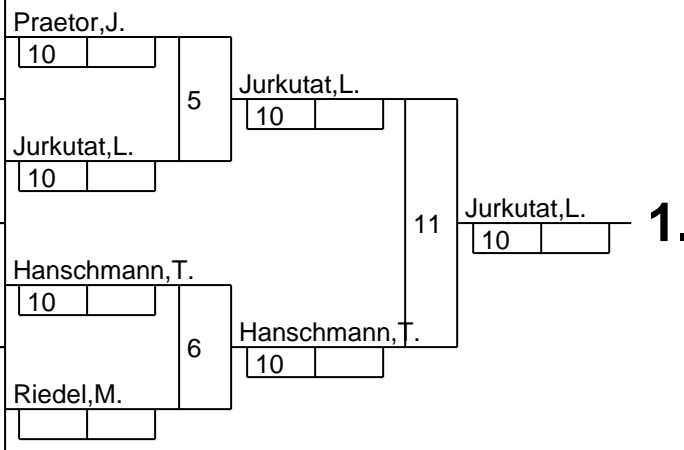 Praetor,J.
10
5
Jurkutat,L.
10
Jurkutat,L.
10
11
Jurkutat,L.
10
1.
Hanschmann,T.
10
6
Hanschmann,T.
10
Riedel,M.